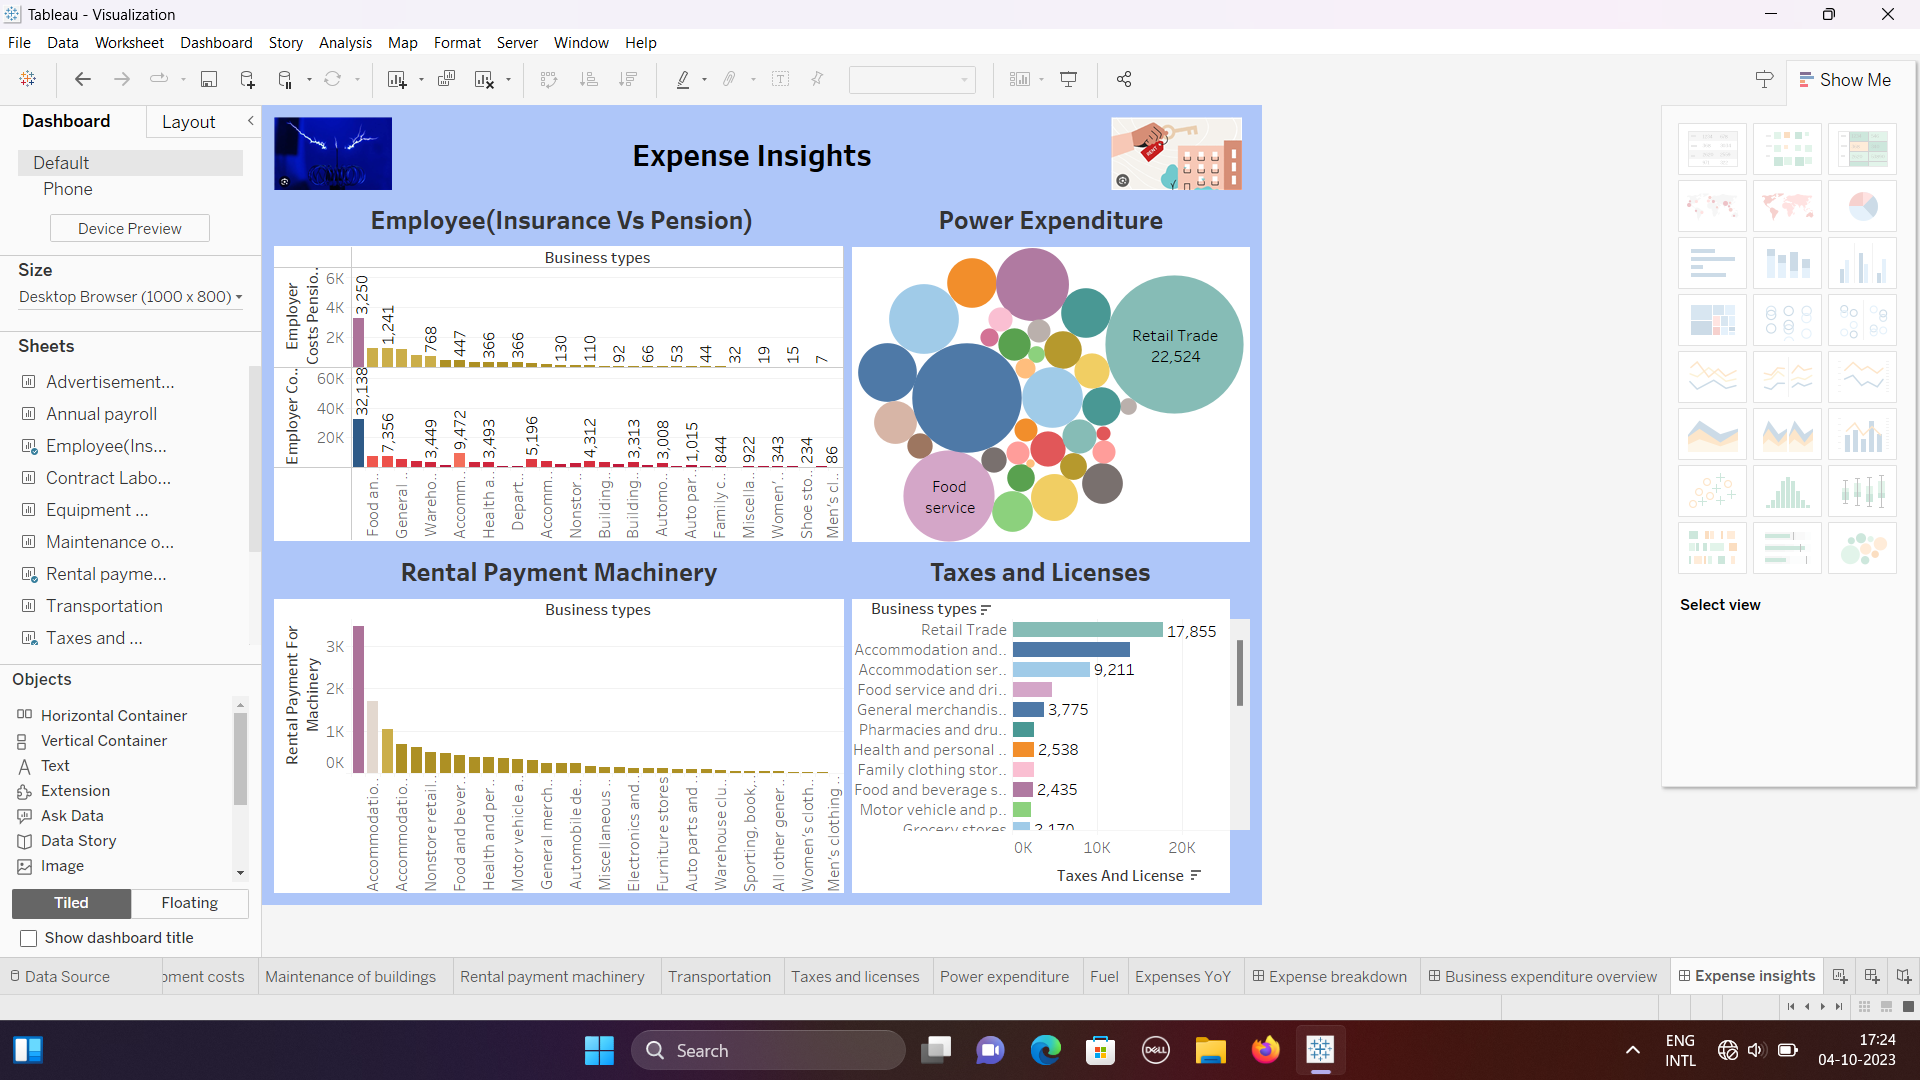 Tableau - Visualization
File Data Worksheet Dashboard Story Analysis Map Format Server Window Help
Show Me
Dashboard Layout
Default
Phone
Device Preview
Size
Desktop Browser (1000 x 800)
Sheets
Advertisement...
Annual payroll
Employee(Ins...
Contract Labo...
Equipment ...
Maintenance o...
Rental payme...
Transportation
Taxes and ...
Objects
Horizontal Container
Vertical Container
Text
Extension
Ask Data
Data Story
Image
Tiled Floating
Show dashboard title
Expense Insights
RENT
Employee(Insurance Vs Pension)
Business types
Employer
Costs Pensio..
6K
4K
2K
3,250
1,241
768
447
366
366
130
110
92
66
53
44
32
19
15
7
Employer Co..
60K
40K
20K
32,138
7,356
3,449
9,472
3,493
5,196
4,312
3,313
3,008
1,015
844
922
343
234
86
Food an..
General ..
Wareho..
Accomm..
Health a..
Depart..
Accomm..
Nonstor..
Building..
Building..
Automo..
Auto par..
Family c..
Miscella..
Women's..
Shoe sto..
Men's cl..
Power Expenditure
Retail Trade
22,524
Food
service
Rental Payment Machinery
Business types
Rental Payment For
Machinery
3K
2K
1K
0K
Accommodatio..
Accommodatio..
Nonstore retail..
Food and bever..
Health and per..
Motor vehicle a..
General merch..
Automobile de..
Miscellaneous ..
Electronics and..
Furniture stores
Auto parts and ..
Warehouse clu..
Sporting, book,..
All other gener..
Women's cloth..
Men's clothing ..
Taxes and Licenses
Business types
Retail Trade 17,855
Accommodation and..
Accommodation ser.. 9,211
Food service and dri..
General merchandis.. 3,775
Pharmacies and dru..
Health and personal .. 2,538
Family clothing stor..
Food and beverage s.. 2,435
Motor vehicle and p..
Grocery stores 2,170
0K 10K 20K
Taxes And License
Select view
Data Source pment costs Maintenance of buildings Rental payment machinery Transportation Taxes and licenses Power expenditure Fuel Expenses YoY Expense breakdown Business expenditure overview Expense insights
Search
DELL
ENG
INTL
17:24
04-10-2023